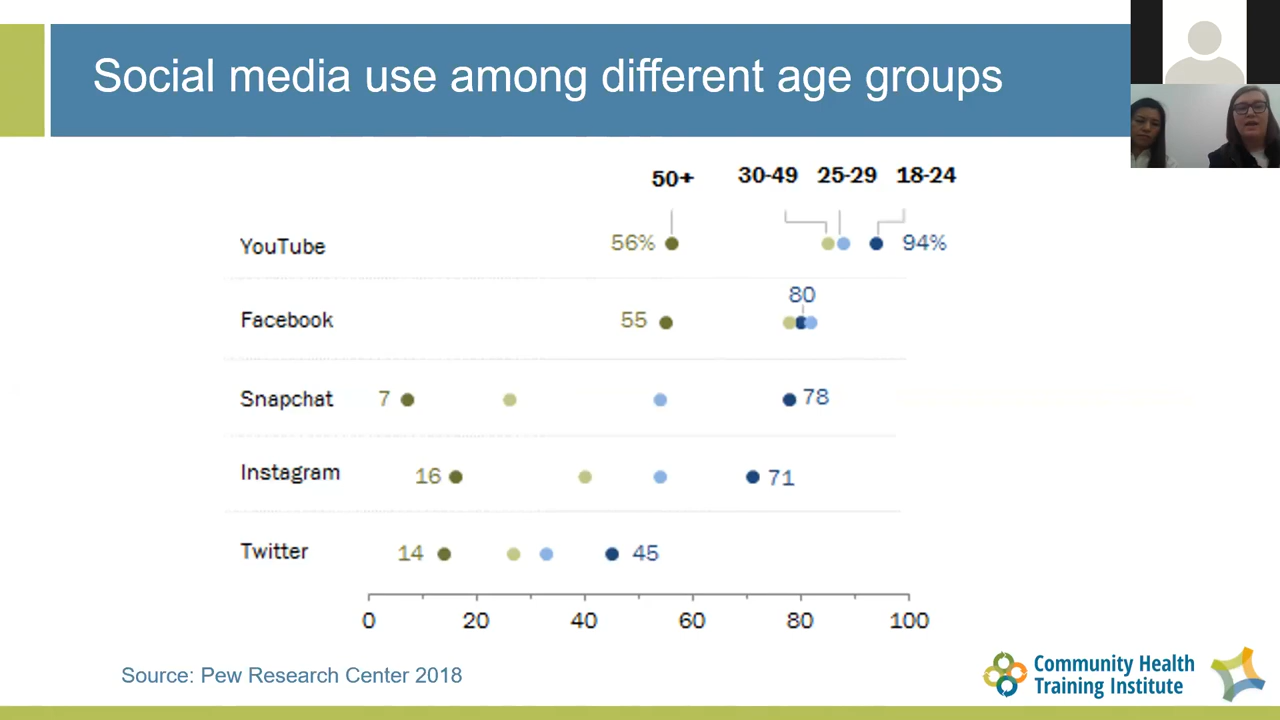 Social media use among different age groups
50+ 30-49 25-29 18-24
YouTube 56% 94%
80
Facebook 55
Snapchat 7 78
Instagram 16 71
Twitter 14 45
0 20 40 60 80 100
Source: Pew Research Center 2018
Community Health
Training Institute